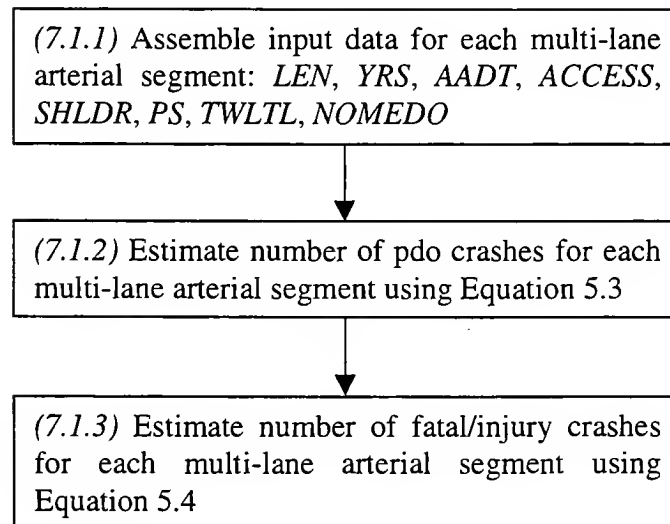 (7.1.1) Assemble input data for each multi-lane
arterial segment: LEN, YRS, AADT, ACCESS,
SHLDR, PS, TWLTL, NOMEDO
(7.1.2) Estimate number of pdo crashes for each
multi-lane arterial segment using Equation 5.3
(7.1.3) Estimate number of fatal/injury crashes
for each multi-lane arterial segment using
Equation 5.4